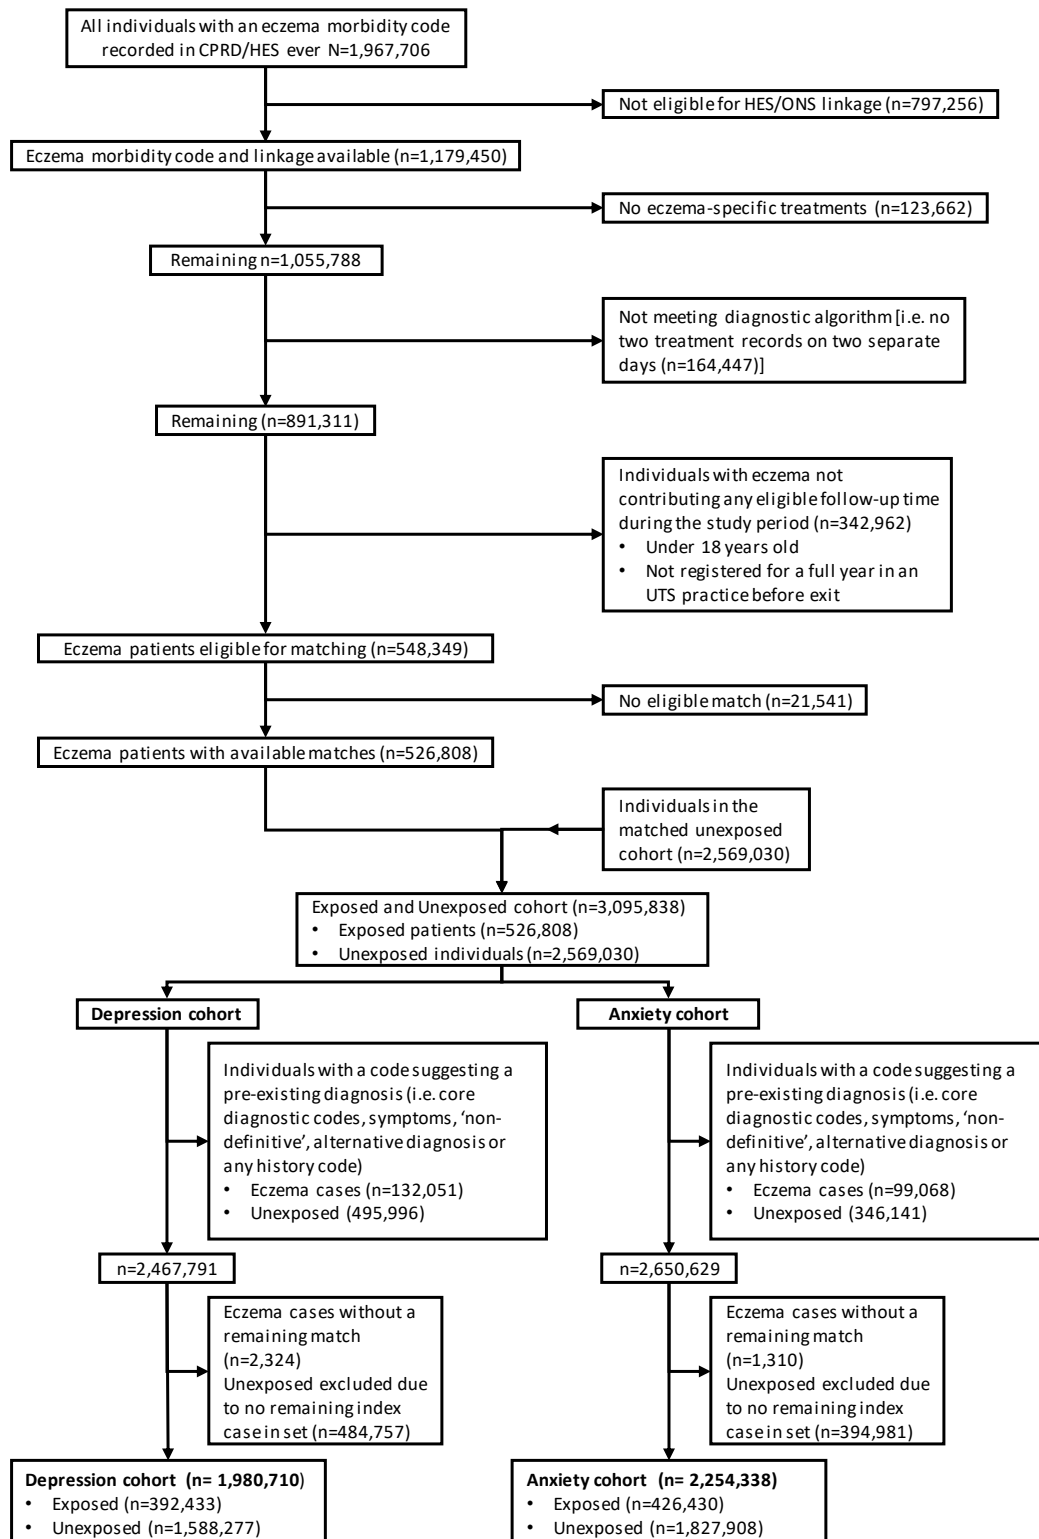 All individuals with an eczema morbidity code
recorded in CPRD/HES ever N=1,967,706
Not eligible for HES/ONS linkage (n=797,256)
Eczema morbidity code and linkage available (n=1,179,450)
No eczema-specific treatments (n=123,662)
Remaining n=1,055,788
Not meeting diagnostic algorithm [i.e. no
two treatment records on two separate
days (n=164,447)]
Remaining (n=891,311)
Individuals with eczema not
contributing any eligible follow-up time
during the study period (n=342,962)
• Under 18 years old
• Not registered for a full year in an
UTS practice before exit
Eczema patients eligible for matching (n=548,349)
No eligible match (n=21,541)
Eczema patients with available matches (n=526,808)
Individuals in the
matched unexposed
cohort (n=2,569,030)
Exposed and Unexposed cohort (n=3,095,838)
• Exposed patients (n=526,808)
• Unexposed individuals (n=2,569,030)
Depression cohort
Individuals with a code suggesting a
pre-existing diagnosis (i.e. core
diagnostic codes, symptoms, ‘non-
definitive’, alternative diagnosis or
any history code)
• Eczema cases (n=132,051)
• Unexposed (495,996)
n=2,467,791
Eczema cases without a
remaining match
(n=2,324)
Unexposed excluded due
to no remaining index
case in set (n=484,757)
Depression cohort (n= 1,980,710)
• Exposed (n=392,433)
• Unexposed (n=1,588,277)
Anxiety cohort
Individuals with a code suggesting a
pre-existing diagnosis (i.e. core
diagnostic codes, symptoms, ‘non-
definitive’, alternative diagnosis or
any history code)
• Eczema cases (n=99,068)
• Unexposed (346,141)
n=2,650,629
Eczema cases without a
remaining match
(n=1,310)
Unexposed excluded due
to no remaining index
case in set (n=394,981)
Anxiety cohort (n= 2,254,338)
• Exposed (n=426,430)
• Unexposed (n=1,827,908)